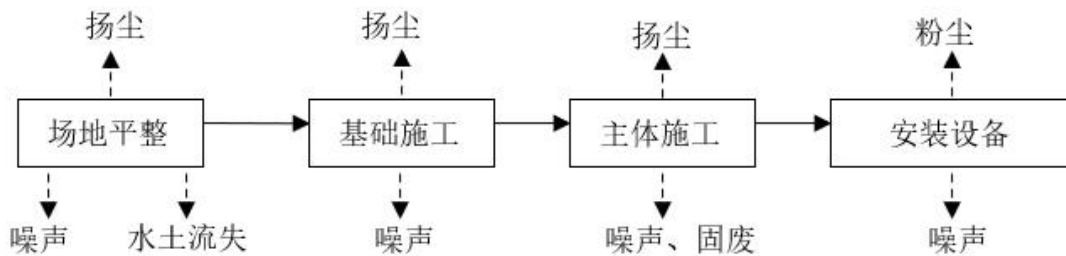 扬尘 扬尘 扬尘 粉尘
场地平整 基础施工 主体施工 安装设备
噪声 水土流失 噪声 噪声、固废 噪声